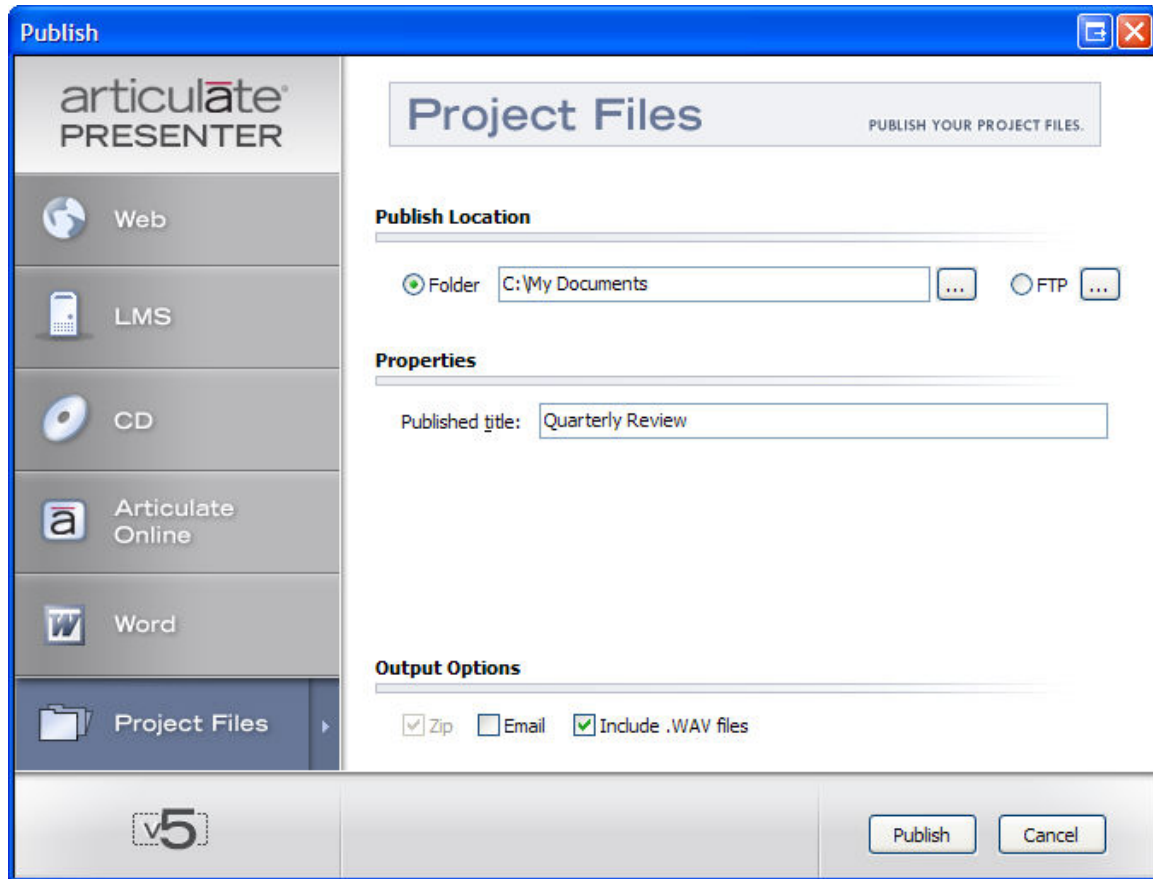 Publish
articulāte®
PRESENTER
Web
LMS
CD
ā
Articulate
Online
W
Word
Project Files
Project Files
PUBLISH YOUR PROJECT FILES.
Publish Location
Folder
C:\My Documents
...
FTP
...
Properties
Published title:
Quarterly Review
Output Options
Zip
Email
Include .WAV files
v5
Publish
Cancel